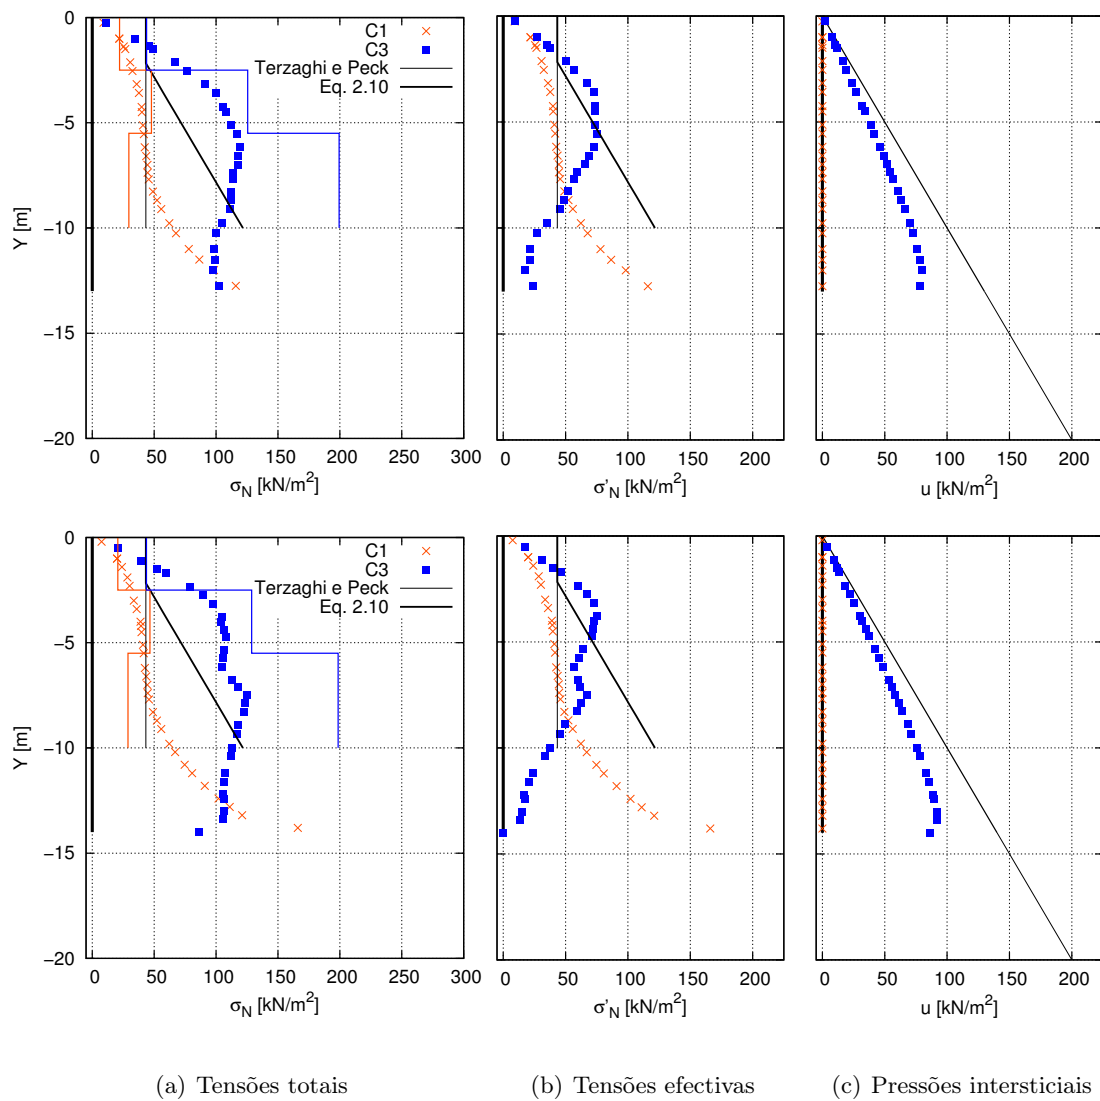 0
−5
−10
−15
−20
Y [m]
0 50 100 150 200 250 300
σN [kN/m²]
C1
C3
Terzaghi e Peck
Eq. 2.10
0 50 100 150 200
σ'N [kN/m²]
0 50 100 150 200
u [kN/m²]
0
−5
−10
−15
−20
Y [m]
0 50 100 150 200 250 300
σN [kN/m²]
C1
C3
Terzaghi e Peck
Eq. 2.10
0 50 100 150 200
σ'N [kN/m²]
0 50 100 150 200
u [kN/m²]
(a) Tensões totais
(b) Tensões efectivas
(c) Pressões intersticiais